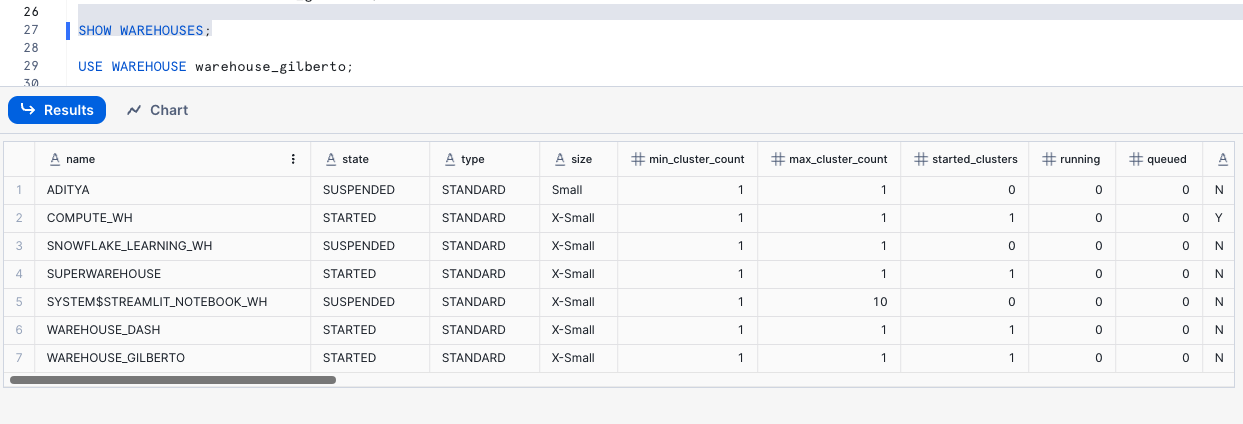 26
27 SHOW WAREHOUSES;
28
29 USE WAREHOUSE warehouse_gilberto;
30
Results Chart
A name A state A type A size # min_cluster_count # max_cluster_count # started_clusters # running # queued A
1 ADITYA SUSPENDED STANDARD Small 1 1 0 0 0 N
2 COMPUTE_WH STARTED STANDARD X-Small 1 1 1 0 0 Y
3 SNOWFLAKE_LEARNING_WH SUSPENDED STANDARD X-Small 1 1 0 0 0 N
4 SUPERWAREHOUSE STARTED STANDARD X-Small 1 1 1 0 0 N
5 SYSTEM$STREAMLIT_NOTEBOOK_WH SUSPENDED STANDARD X-Small 1 10 0 0 0 N
6 WAREHOUSE_DASH STARTED STANDARD X-Small 1 1 1 0 0 N
7 WAREHOUSE_GILBERTO STARTED STANDARD X-Small 1 1 1 0 0 N